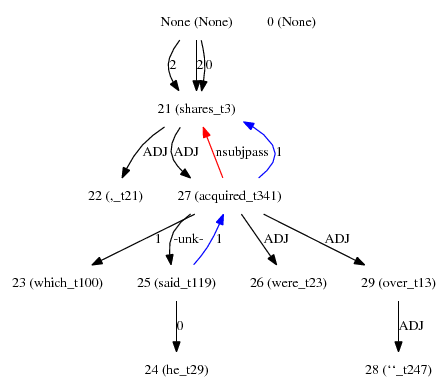 None (None) 0 (None)
2 2 0
21 (shares_t3)
ADJ ADJ nsubjpass 1
22 (,_t21) 27 (acquired_t341)
1 -unk- 1 ADJ ADJ
23 (which_t100) 25 (said_t119) 26 (were_t23) 29 (over_t13)
0 ADJ
24 (he_t29) 28 (‘‘_t247)